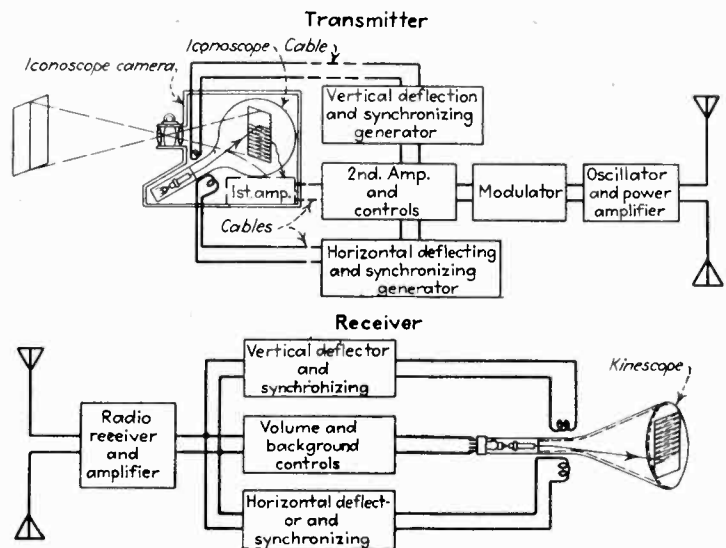 Transmitter
Iconoscope Cable
Iconoscope camera
Vertical deflection
and synchronizing
generator
1st. amp.
2nd. Amp.
and
controls
Modulator
Oscillator
and power
amplifier
Cables
Horizontal deflecting
and synchronizing
generator
Receiver
Vertical deflector
and
synchrohizing
Kinescope
Radio
receiver
and
amplifier
Volume and
background
controls
Horizontal deflect-
or and
synchronizing